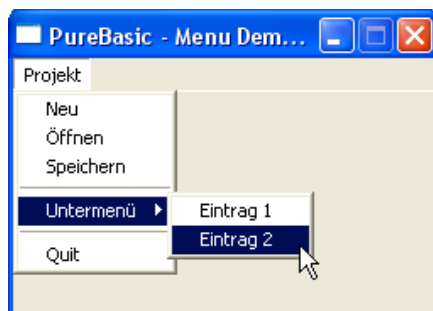 PureBasic - Menu Dem...
Projekt
Neu
Öffnen
Speichern
Untermenü
Eintrag 1
Eintrag 2
Quit